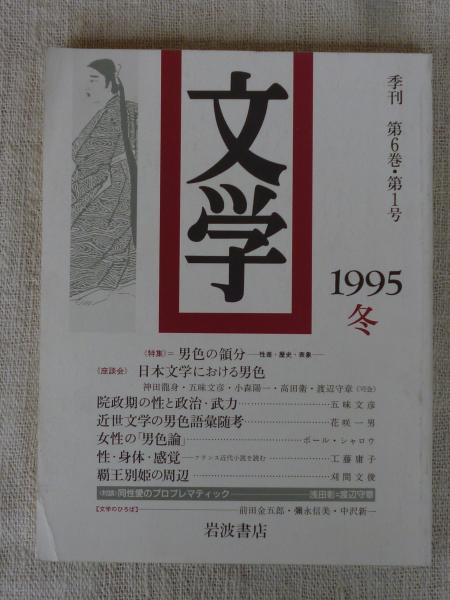 文学
季刊 第6巻・第1号
1995
冬
〈特集〉=男色の領分──性差・歴史・表象──
〈座談会〉日本文学における男色
神田龍身・五味文彦・小森陽一・高田衛・渡辺守章(司会)
院政期の性と政治・武力……五味文彦
近世文学の男色語彙随考……花咲一男
女性の「男色論」……ポール・シャロウ
性・身体・感覚──フランス近代小説を読む……工藤庸子
覇王別姫の周辺……刈間文俊
〈対談〉同性愛のプロブレマティック──浅田彰=渡辺守章
【文学のひろば】……前田金五郎・彌永信美・中沢新一
岩波書店